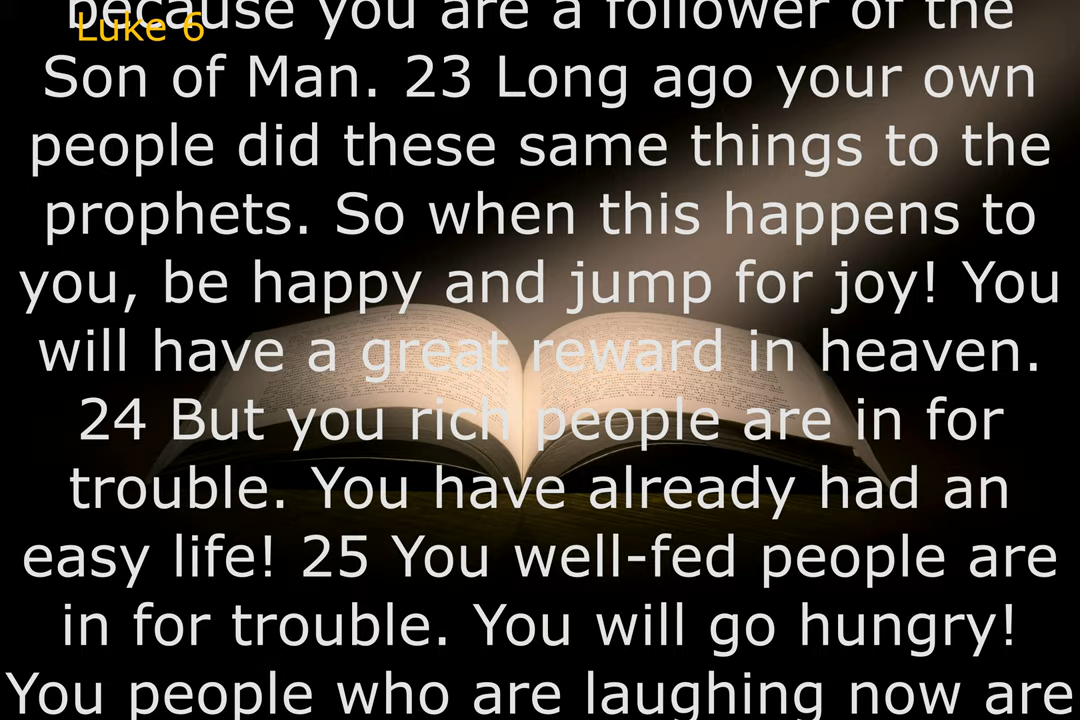 because you are a follower of the
Luke 6
Son of Man. 23 Long ago your own
people did these same things to the
prophets. So when this happens to
you, be happy and jump for joy! You
will have a great reward in heaven.
24 But you rich people are in for
trouble. You have already had an
easy life! 25 You well-fed people are
in for trouble. You will go hungry!
You people who are laughing now are